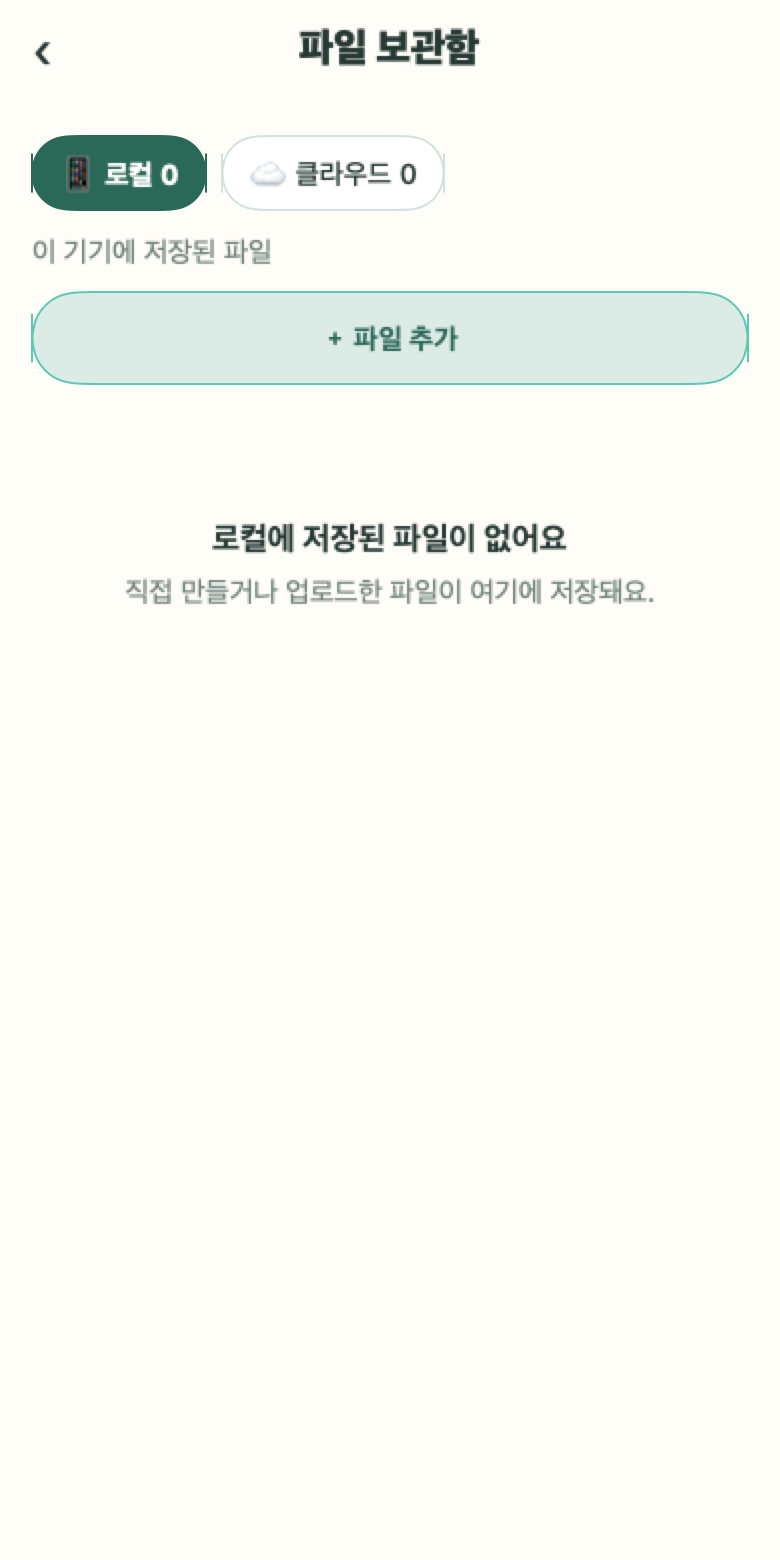 ‹ 파일 보관함
📱 로컬 0 ☁️ 클라우드 0
이 기기에 저장된 파일
+ 파일 추가
로컬에 저장된 파일이 없어요
직접 만들거나 업로드한 파일이 여기에 저장돼요.